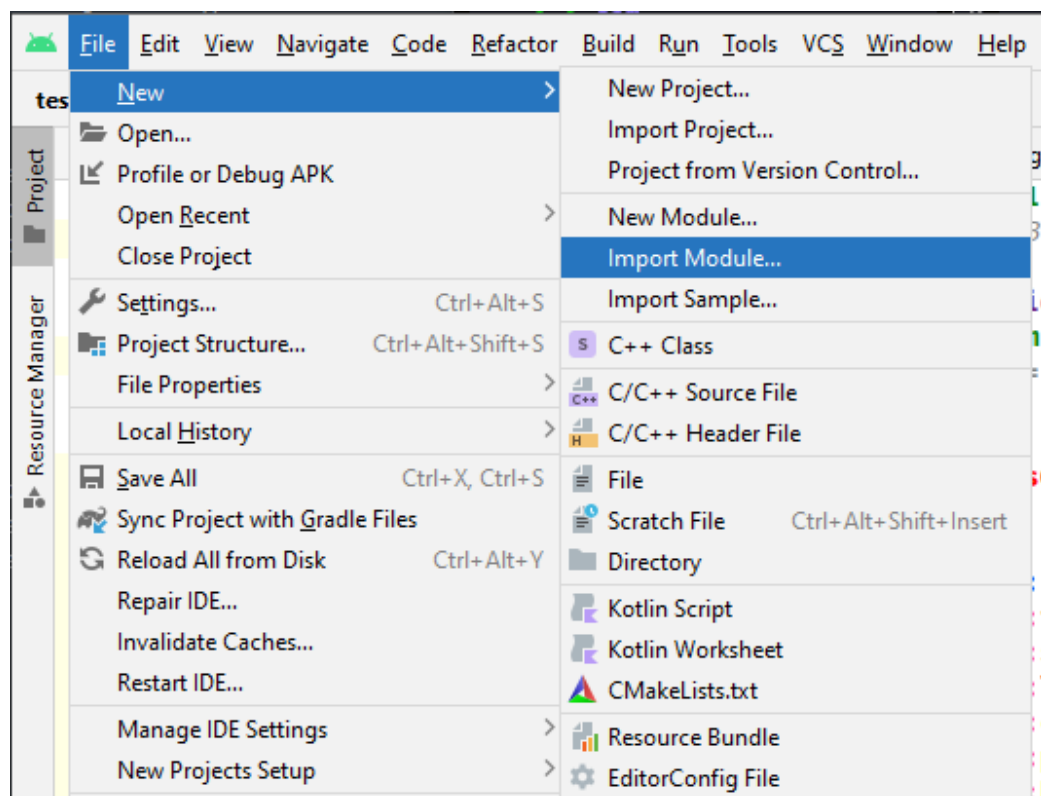 File Edit View Navigate Code Refactor Build Run Tools VCS Window Help
tes
Project
Resource Manager
New
Open...
Profile or Debug APK
Open Recent
Close Project
Settings... Ctrl+Alt+S
Project Structure... Ctrl+Alt+Shift+S
File Properties
Local History
Save All Ctrl+X, Ctrl+S
Sync Project with Gradle Files
Reload All from Disk Ctrl+Alt+Y
Repair IDE...
Invalidate Caches...
Restart IDE...
Manage IDE Settings
New Projects Setup
New Project...
Import Project...
Project from Version Control...
New Module...
Import Module...
Import Sample...
S C++ Class
C++ C/C++ Source File
H C/C++ Header File
File
Scratch File Ctrl+Alt+Shift+Insert
Directory
Kotlin Script
Kotlin Worksheet
CMakeLists.txt
Resource Bundle
EditorConfig File